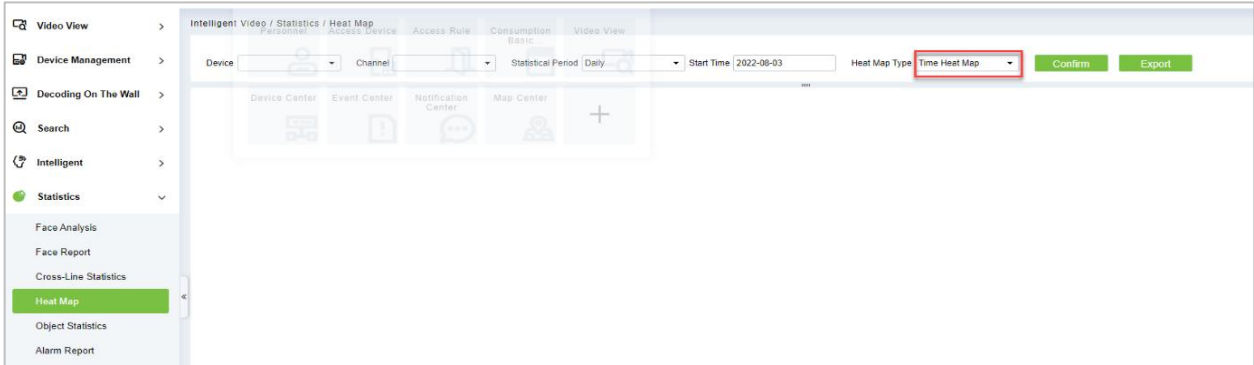 Video View
Device Management
Decoding On The Wall
Search
Intelligent
Statistics
Face Analysis
Face Report
Cross-Line Statistics
Heat Map
Object Statistics
Alarm Report
Intelligent Video / Statistics / Heat Map
Personnel Access Device Access Rule Consumption Basic... Video View
Device Channel Statistical Period Daily Start Time 2022-08-03 Heat Map Type Time Heat Map Confirm Export
Device Center Event Center Notification Center Map Center